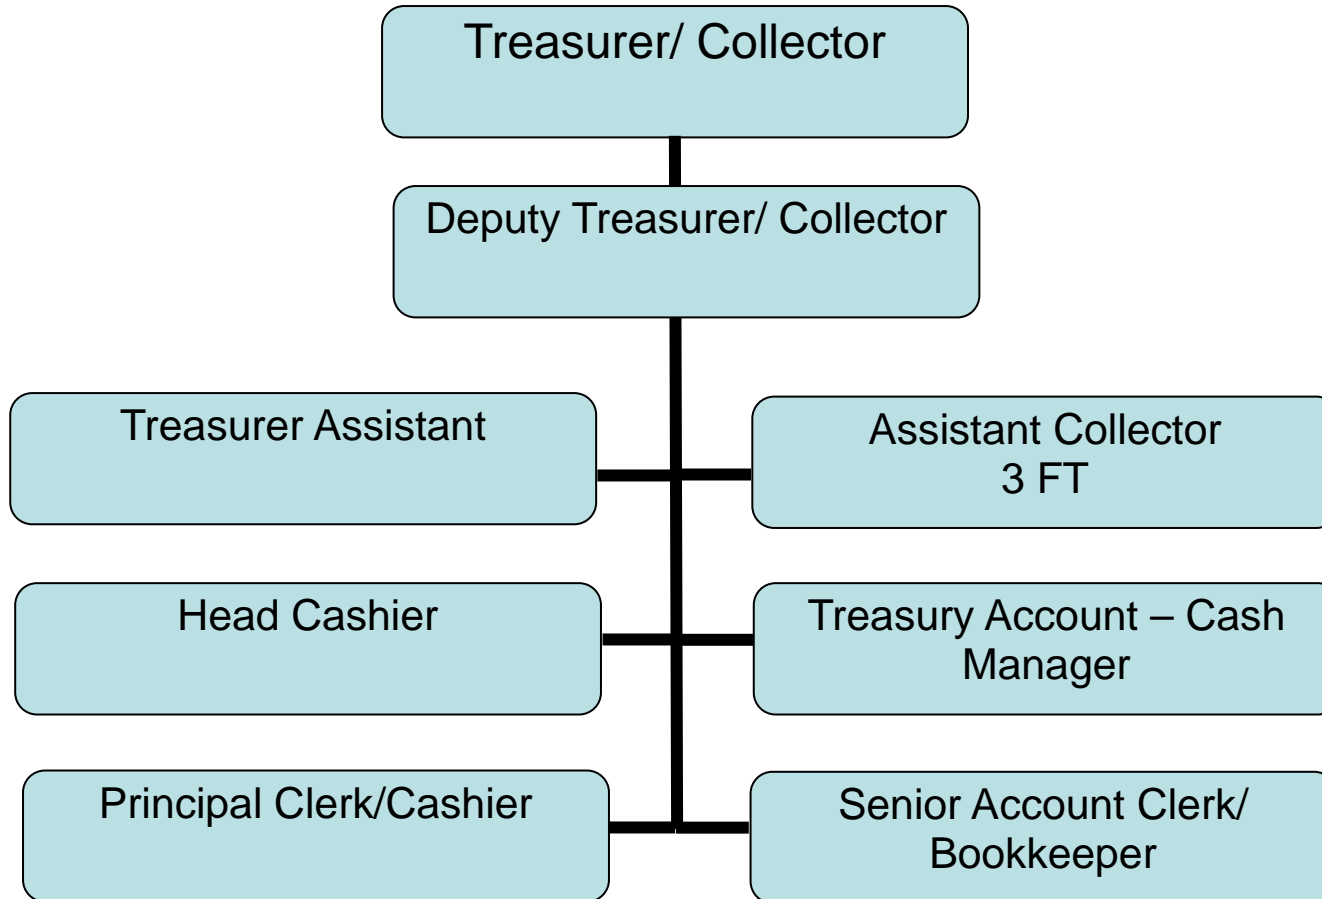 Treasurer/ Collector
Deputy Treasurer/ Collector
Treasurer Assistant
Assistant Collector
3 FT
Head Cashier
Treasury Account – Cash
Manager
Principal Clerk/Cashier
Senior Account Clerk/
Bookkeeper